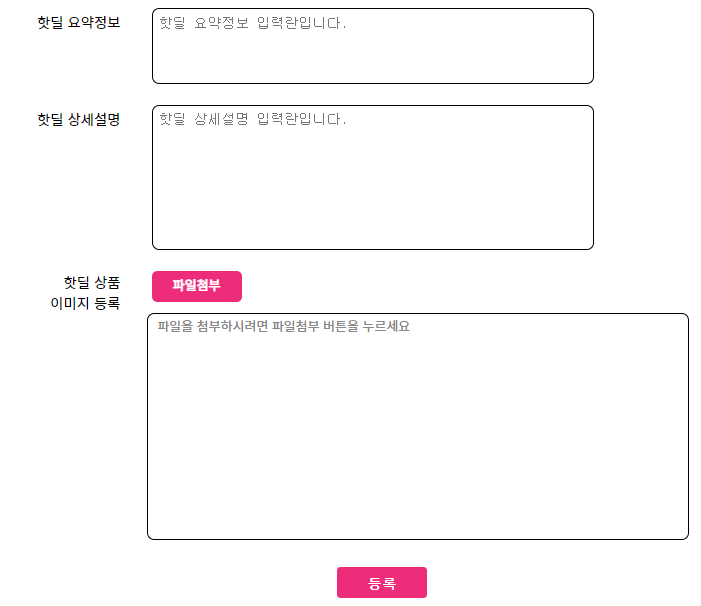 핫딜 요약정보
핫딜 요약정보 입력란입니다.
핫딜 상세설명
핫딜 상세설명 입력란입니다.
핫딜 상품
이미지 등록
파일첨부
파일을 첨부하시려면 파일첨부 버튼을 누르세요
등록